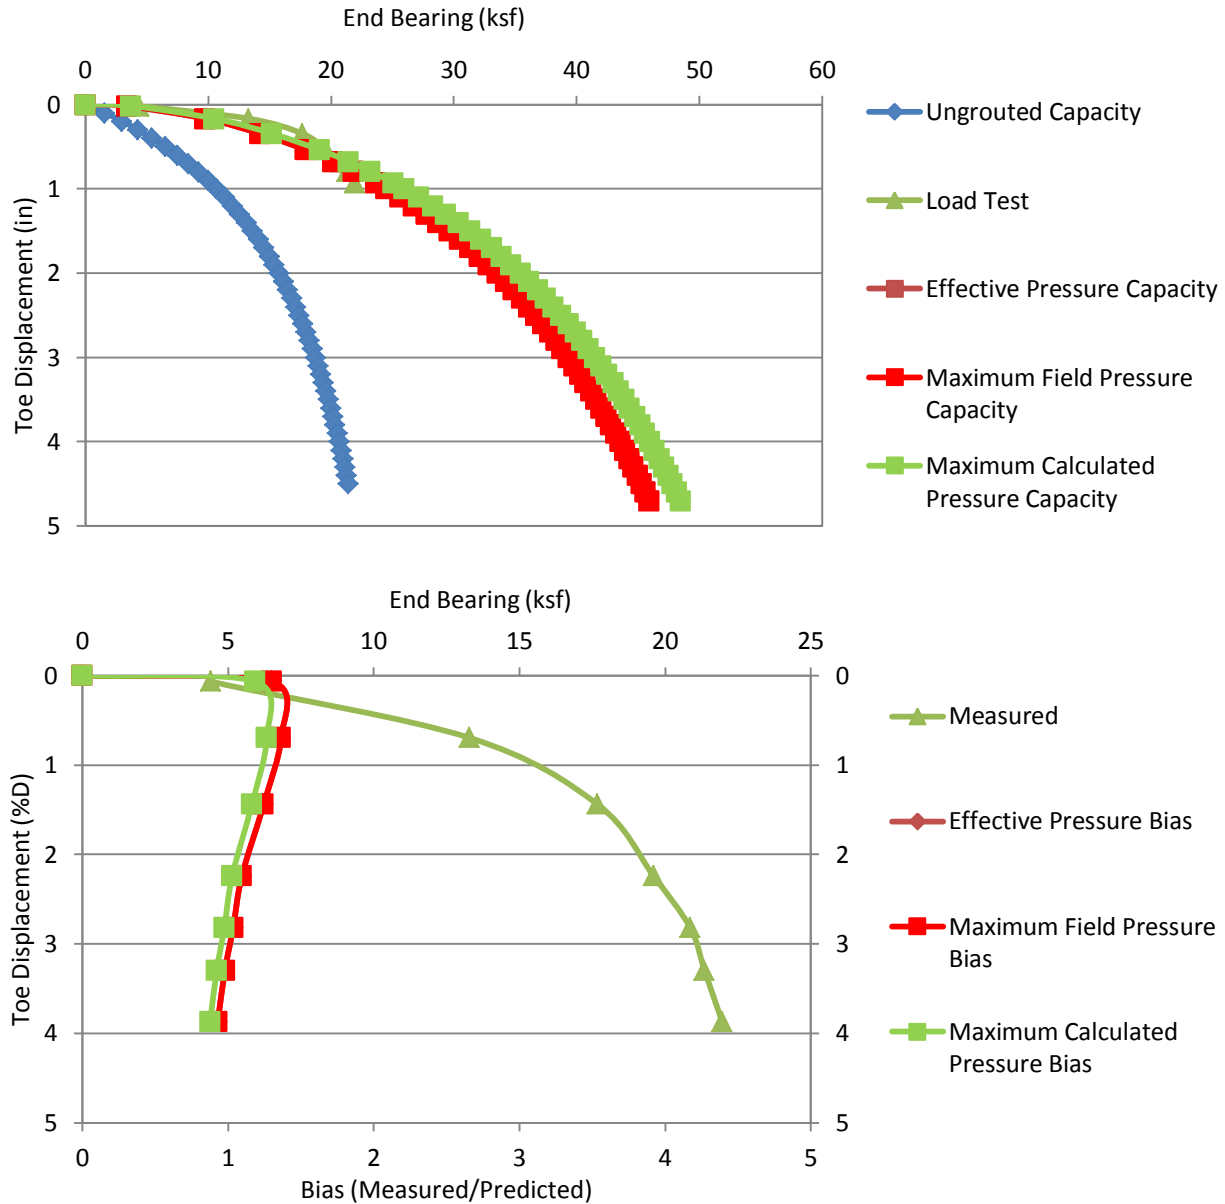 End Bearing (ksf)
0 10 20 30 40 50 60
Toe Displacement (in)
0
1
2
3
4
5
Ungrouted Capacity
Load Test
Effective Pressure Capacity
Maximum Field Pressure
Capacity
Maximum Calculated
Pressure Capacity
End Bearing (ksf)
0 5 10 15 20 25
Toe Displacement (%D)
0 0
1 1
2 2
3 3
4 4
5 5
0 1 2 3 4 5
Bias (Measured/Predicted)
Measured
Effective Pressure Bias
Maximum Field Pressure
Bias
Maximum Calculated
Pressure Bias